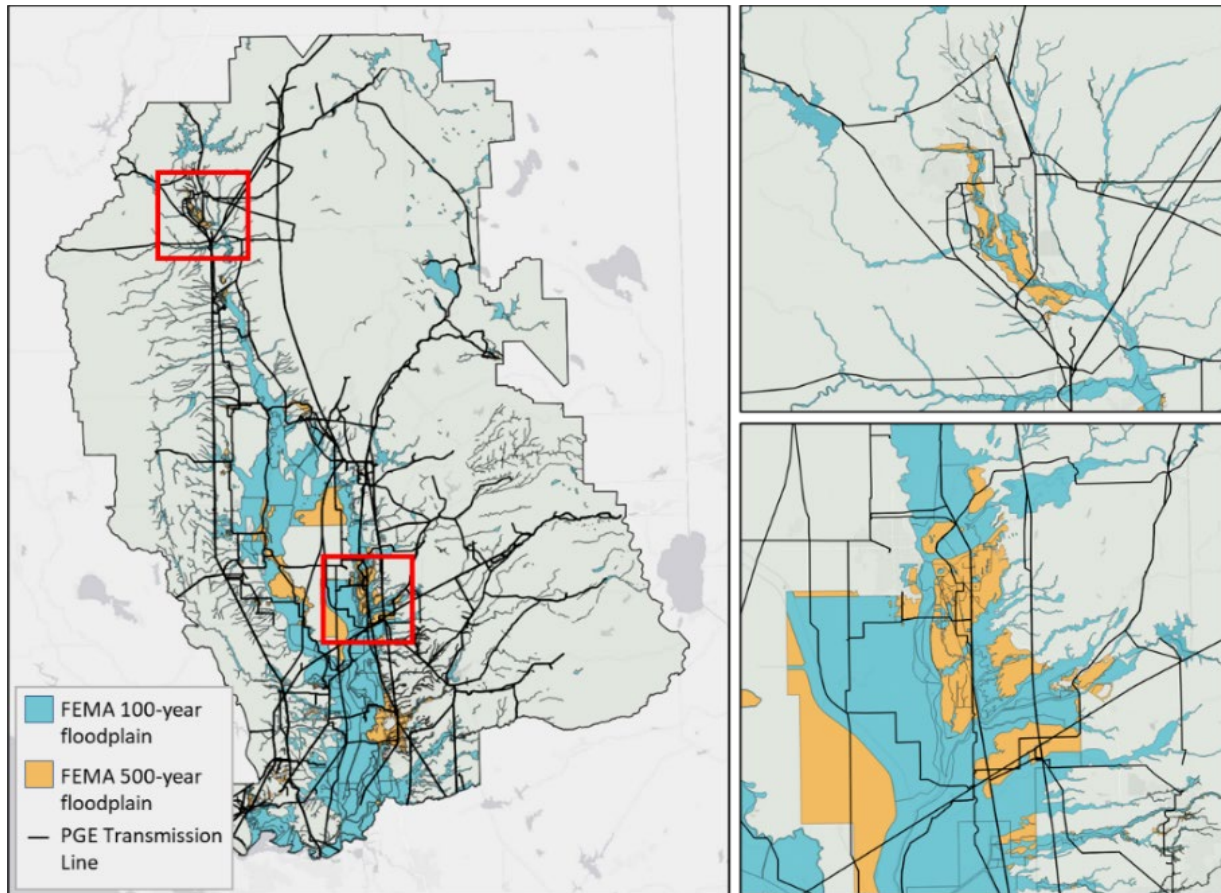 FEMA 100-year
floodplain
FEMA 500-year
floodplain
PGE Transmission
Line